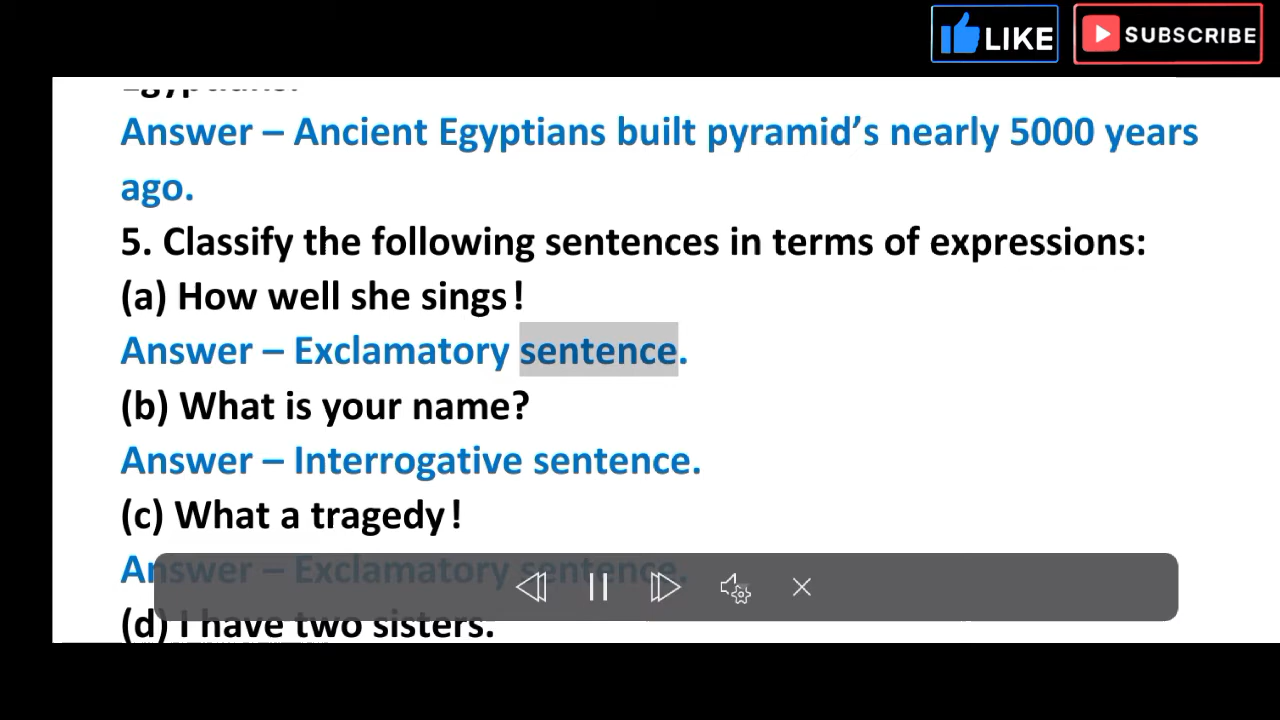 LIKE SUBSCRIBE
Answer – Ancient Egyptians built pyramid's nearly 5000 years
ago.
5. Classify the following sentences in terms of expressions:
(a) How well she sings!
Answer – Exclamatory sentence.
(b) What is your name?
Answer – Interrogative sentence.
(c) What a tragedy!
Answer – Exclamatory sentence.
(d) I have two sisters.